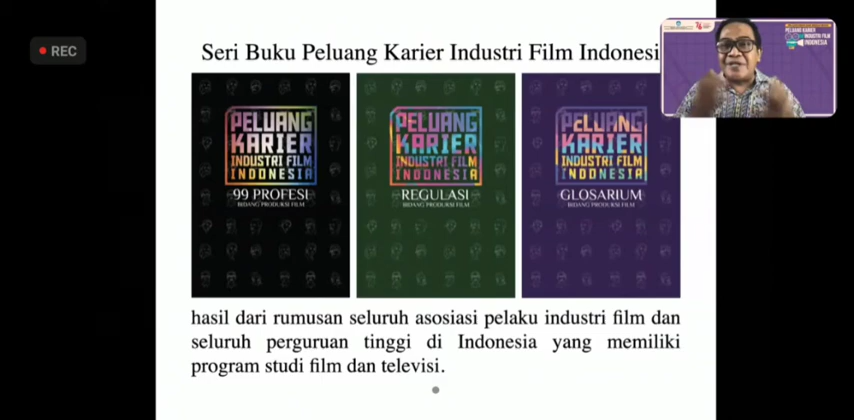 REC
Seri Buku Peluang Karier Industri Film Indonesi
PELUANG
KARIER
INDUSTRI FILM
INDONESIA
99 PROFESI
BIDANG PRODUKSI FILM
PELUANG
KARIER
INDUSTRI FILM
INDONESIA
REGULASI
BIDANG PRODUKSI FILM
PELUANG
KARIER
INDUSTRI FILM
INDONESIA
GLOSARIUM
BIDANG PRODUKSI FILM
PELUANG KARIER
INDUSTRI FILM
INDONESIA
hasil dari rumusan seluruh asosiasi pelaku industri film dan
seluruh perguruan tinggi di Indonesia yang memiliki
program studi film dan televisi.